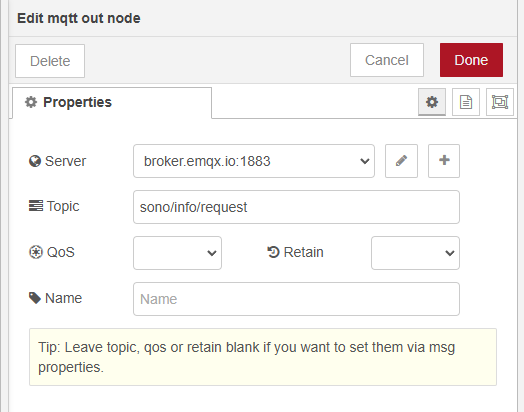 Edit mqtt out node
Delete
Cancel
Done
Properties
Server
broker.emqx.io:1883
Topic
sono/info/request
QoS
Retain
Name
Name
Tip: Leave topic, qos or retain blank if you want to set them via msg
properties.